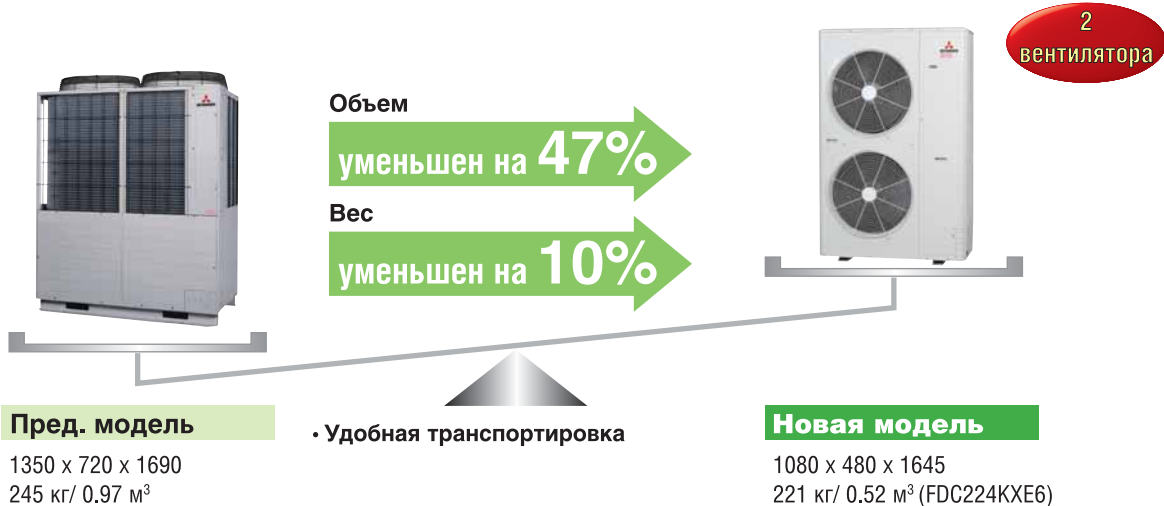 2
вентилятора
Объем
уменьшен на 47%
Вес
уменьшен на 10%
Пред. модель
• Удобная транспортировка
Новая модель
1350 x 720 x 1690
245 кг/ 0.97 м³
1080 x 480 x 1645
221 кг/ 0.52 м³ (FDC224KXE6)